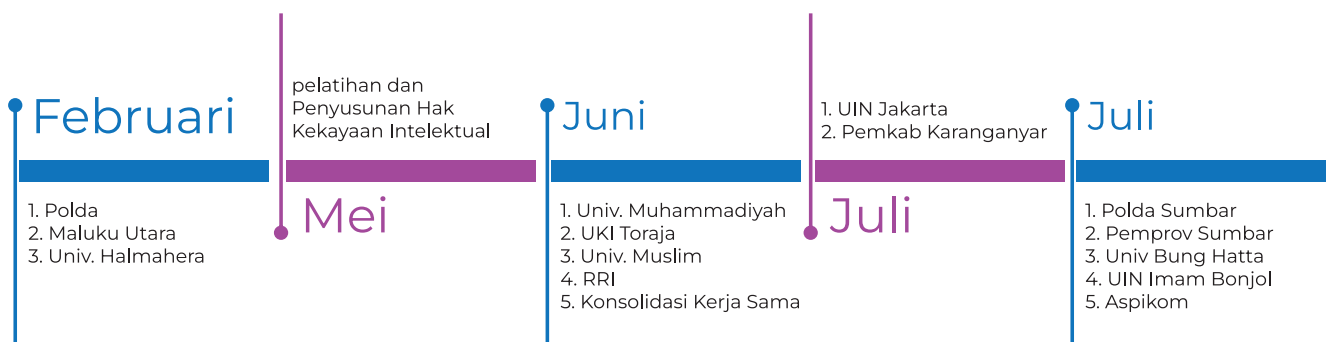 Februari
1. Polda
2. Maluku Utara
3. Univ. Halmahera
pelatihan dan
Penyusunan Hak
Kekayaan Intelektual
Mei
Juni
1. Univ. Muhammadiyah
2. UKI Toraja
3. Univ. Muslim
4. RRI
5. Konsolidasi Kerja Sama
1. UIN Jakarta
2. Pemkab Karanganyar
Juli
Juli
1. Polda Sumbar
2. Pemprov Sumbar
3. Univ Bung Hatta
4. UIN Imam Bonjol
5. Aspikom